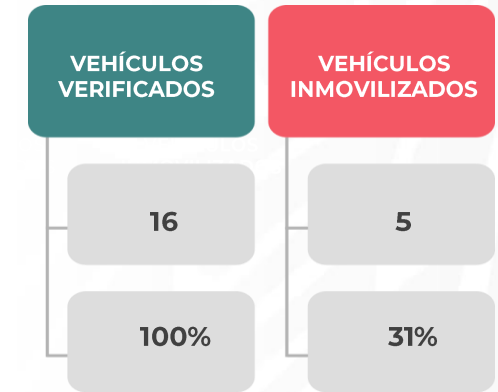 VEHÍCULOS
VERIFICADOS
16
100%
VEHÍCULOS
INMOVILIZADOS
5
31%